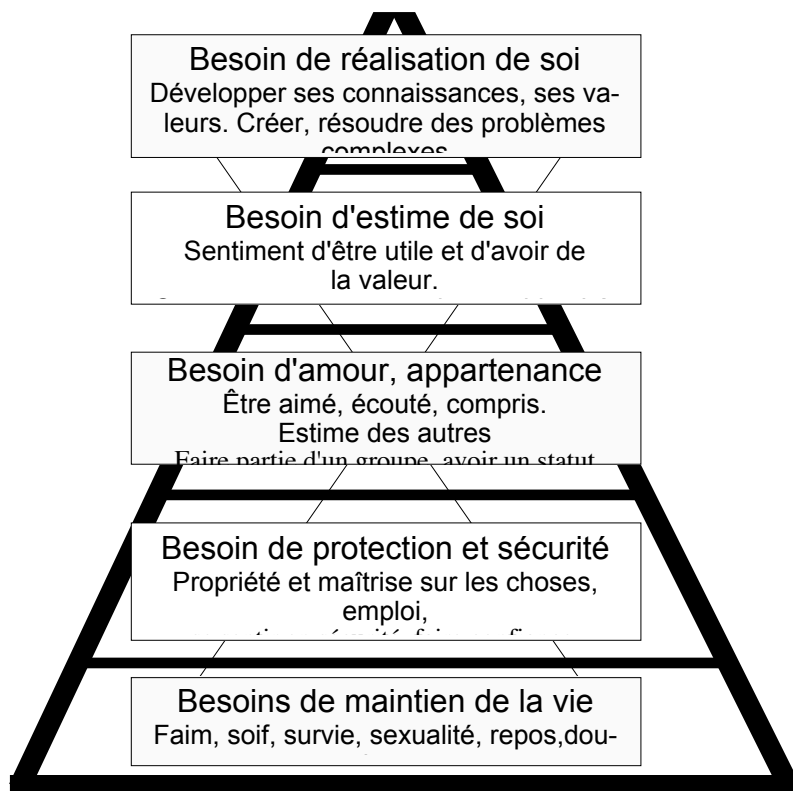 Besoin de réalisation de soi
Développer ses connaissances, ses va-
leurs. Créer, résoudre des problèmes
complexes
Besoin d'estime de soi
Sentiment d'être utile et d'avoir de
la valeur.
Besoin d'amour, appartenance
Être aimé, écouté, compris.
Estime des autres
Faire partie d'un groupe, avoir un statut
Besoin de protection et sécurité
Propriété et maîtrise sur les choses,
emploi,
Besoins de maintien de la vie
Faim, soif, survie, sexualité, repos,dou-